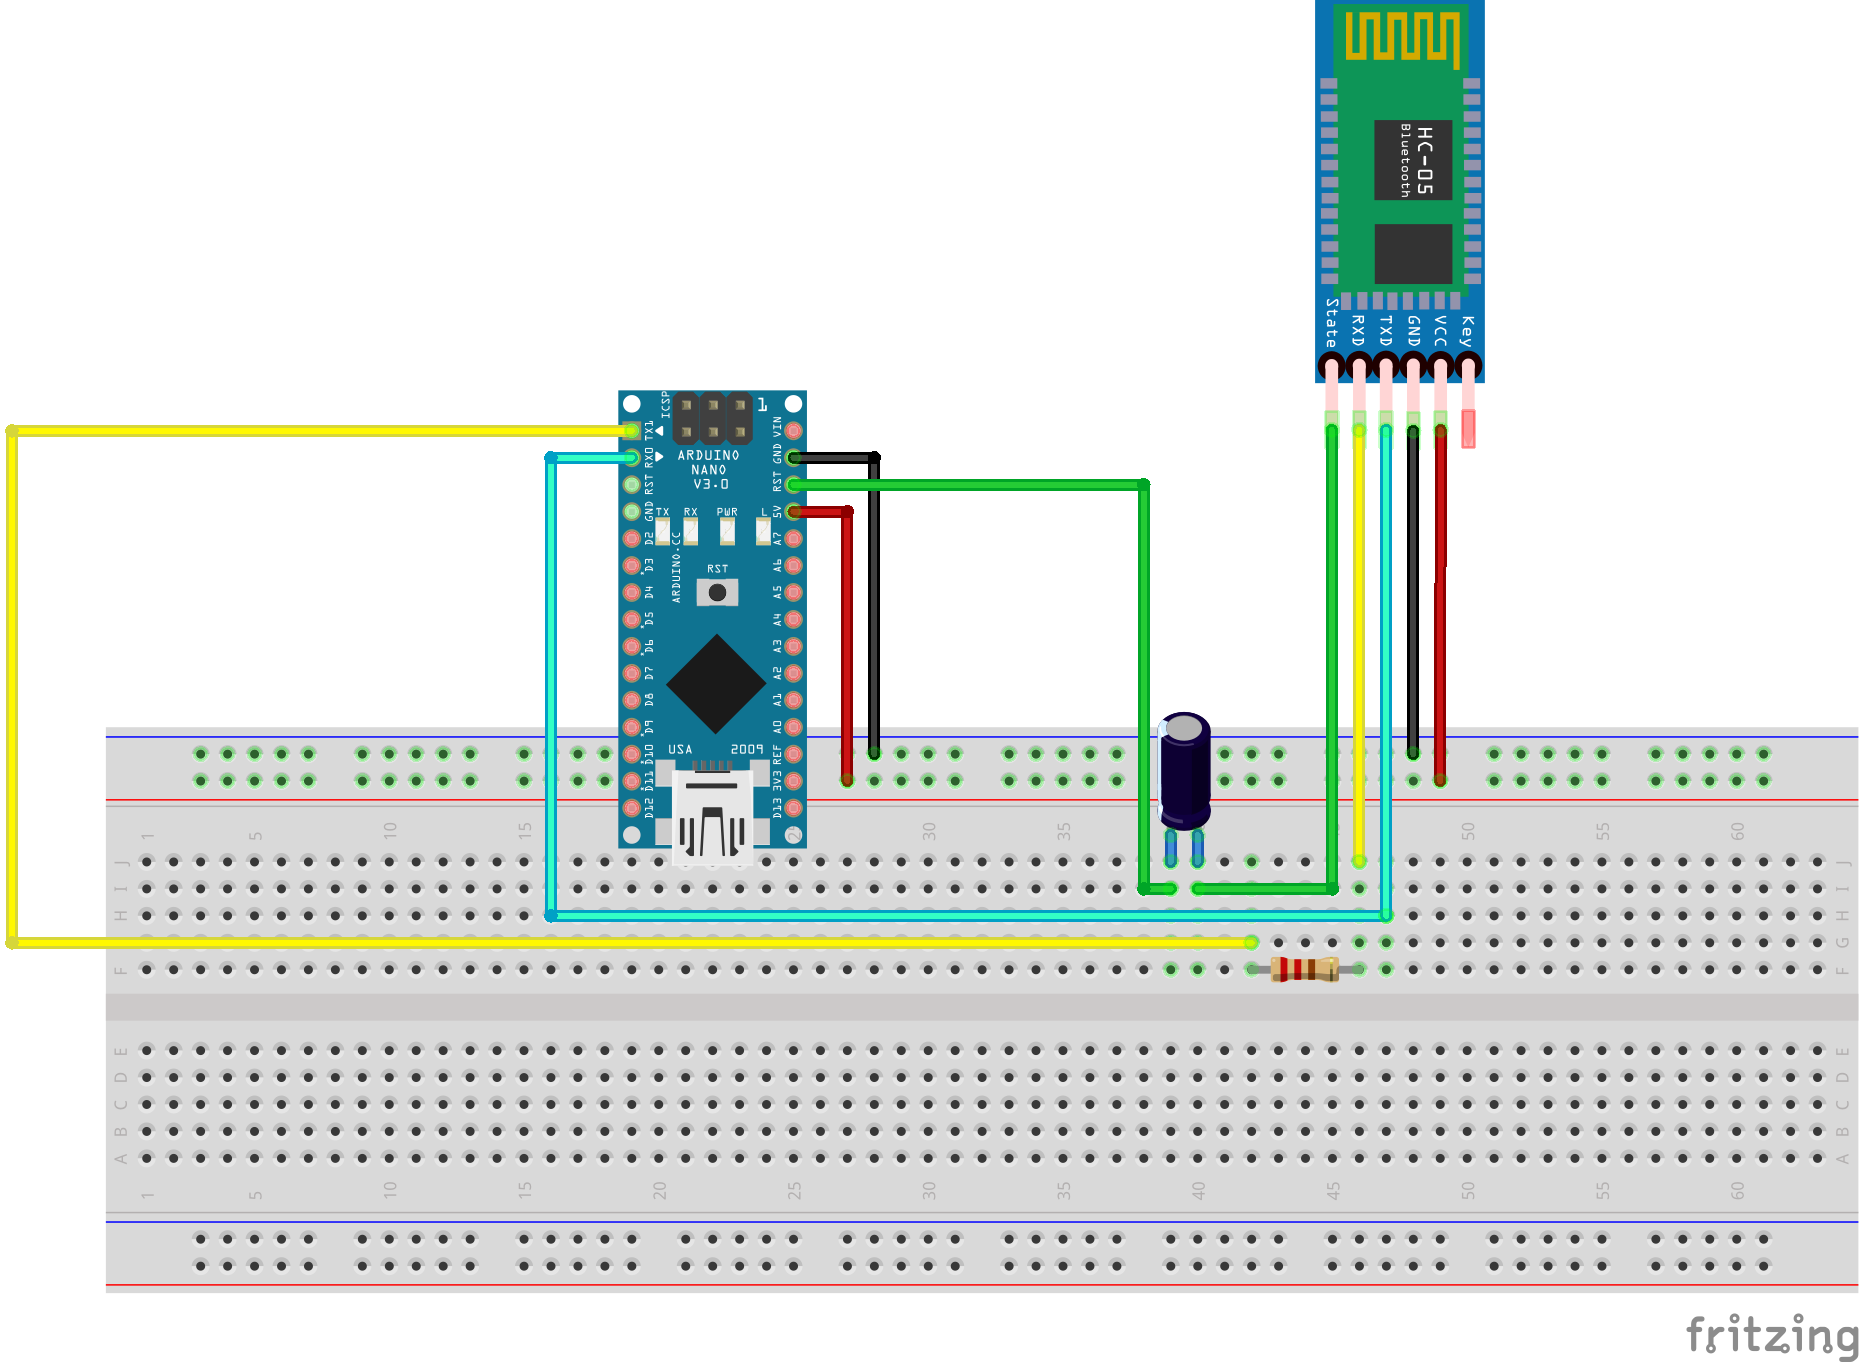 HC-05
Bluetooth
State
RXD
TXD
GND
VCC
Key
ICSP
1
TX1
RX0
RST
GND
D2
D3
D4
D5
D6
D7
D8
D9
D10
D11
D12
VIN
GND
RST
5V
A7
A6
A5
A4
A3
A2
A1
A0
REF
3V3
D13
ARDUINO
NANO
V3.0
TX RX PWR L
ARDUINO.CC
RST
USA 2009
1 5 10 15 25 30 35 50 55 60
J J
I I
H H
G G
F F
E E
D D
C C
B B
A A
1 5 10 15 20 25 30 35 40 45 50 55 60
fritzing